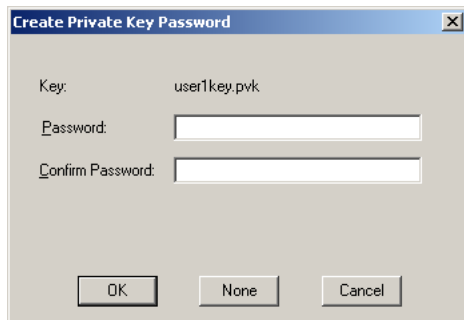 Create Private Key Password
Key: user1key.pvk
Password:
Confirm Password:
OK None Cancel